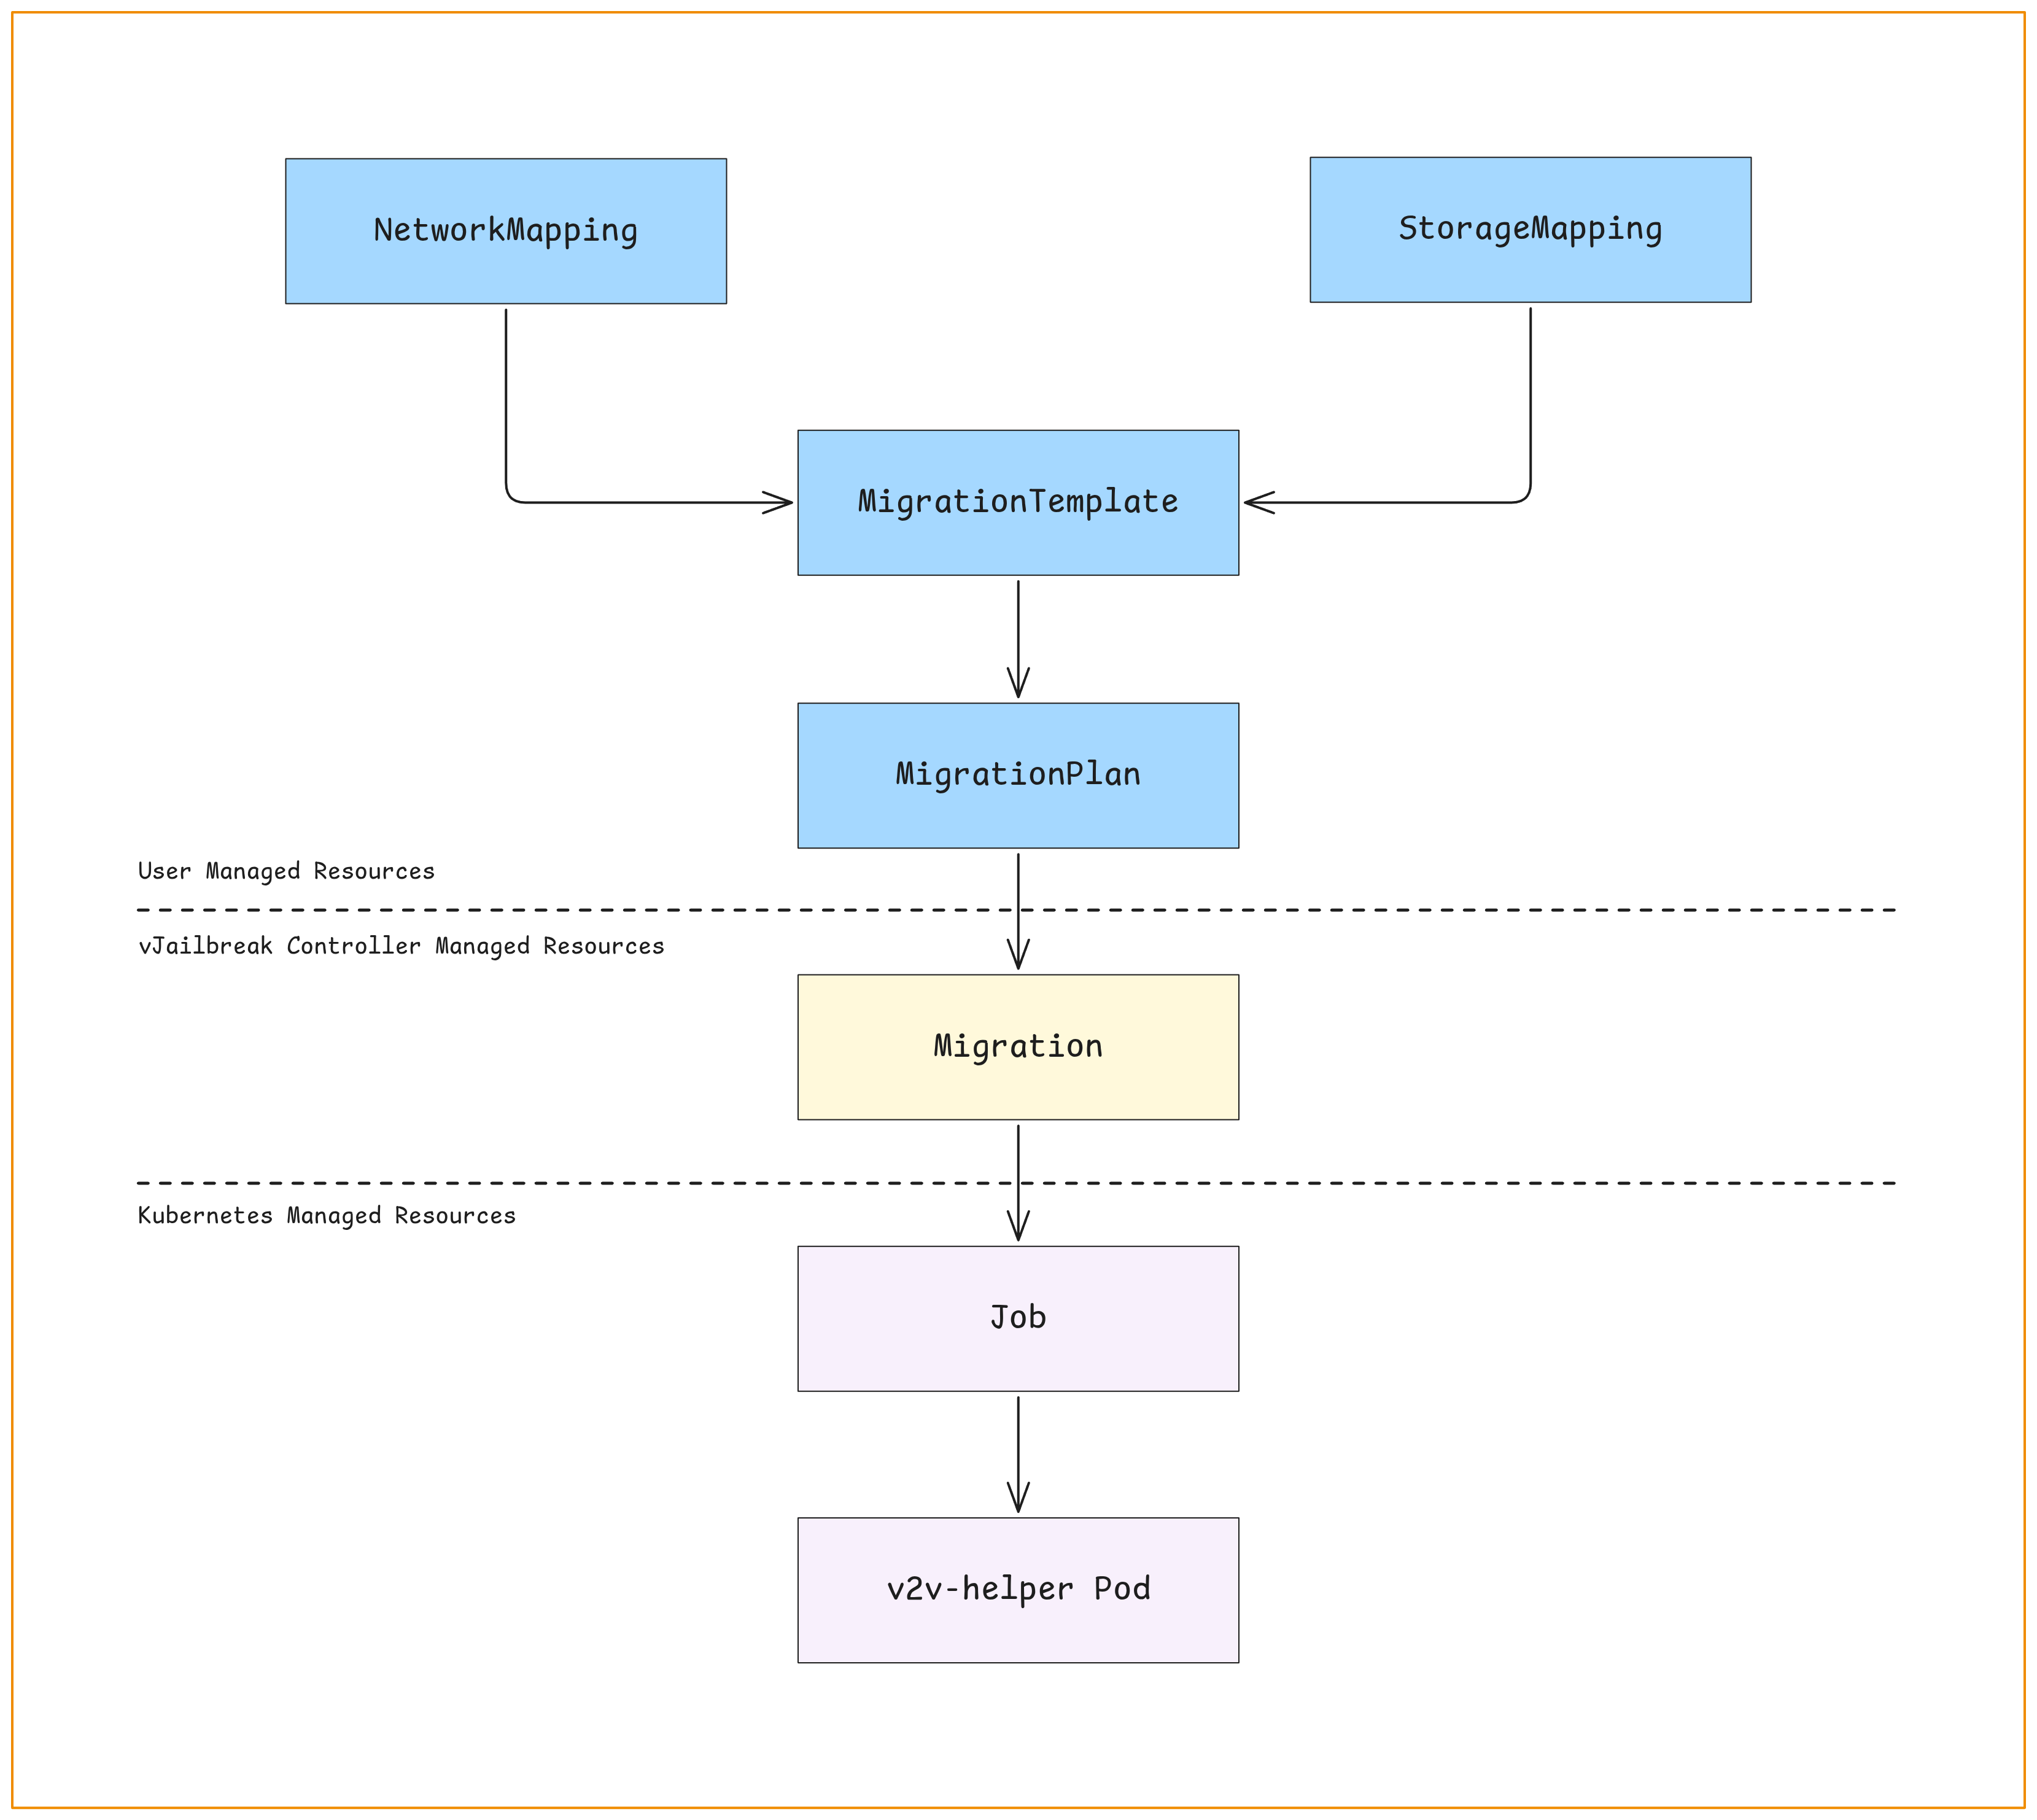 NetworkMapping
StorageMapping
MigrationTemplate
MigrationPlan
User Managed Resources
vJailbreak Controller Managed Resources
Migration
Kubernetes Managed Resources
Job
v2v-helper Pod